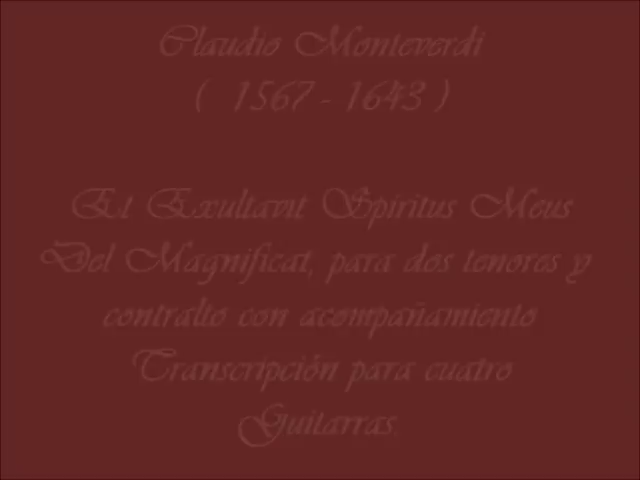 Claudio Monteverdi
( 1567 - 1643 )
Et Exultavit Spiritus Meus
Del Magnificat, para dos tenores y
contralto con acompañamiento
Transcripción para cuatro
Guitarras.